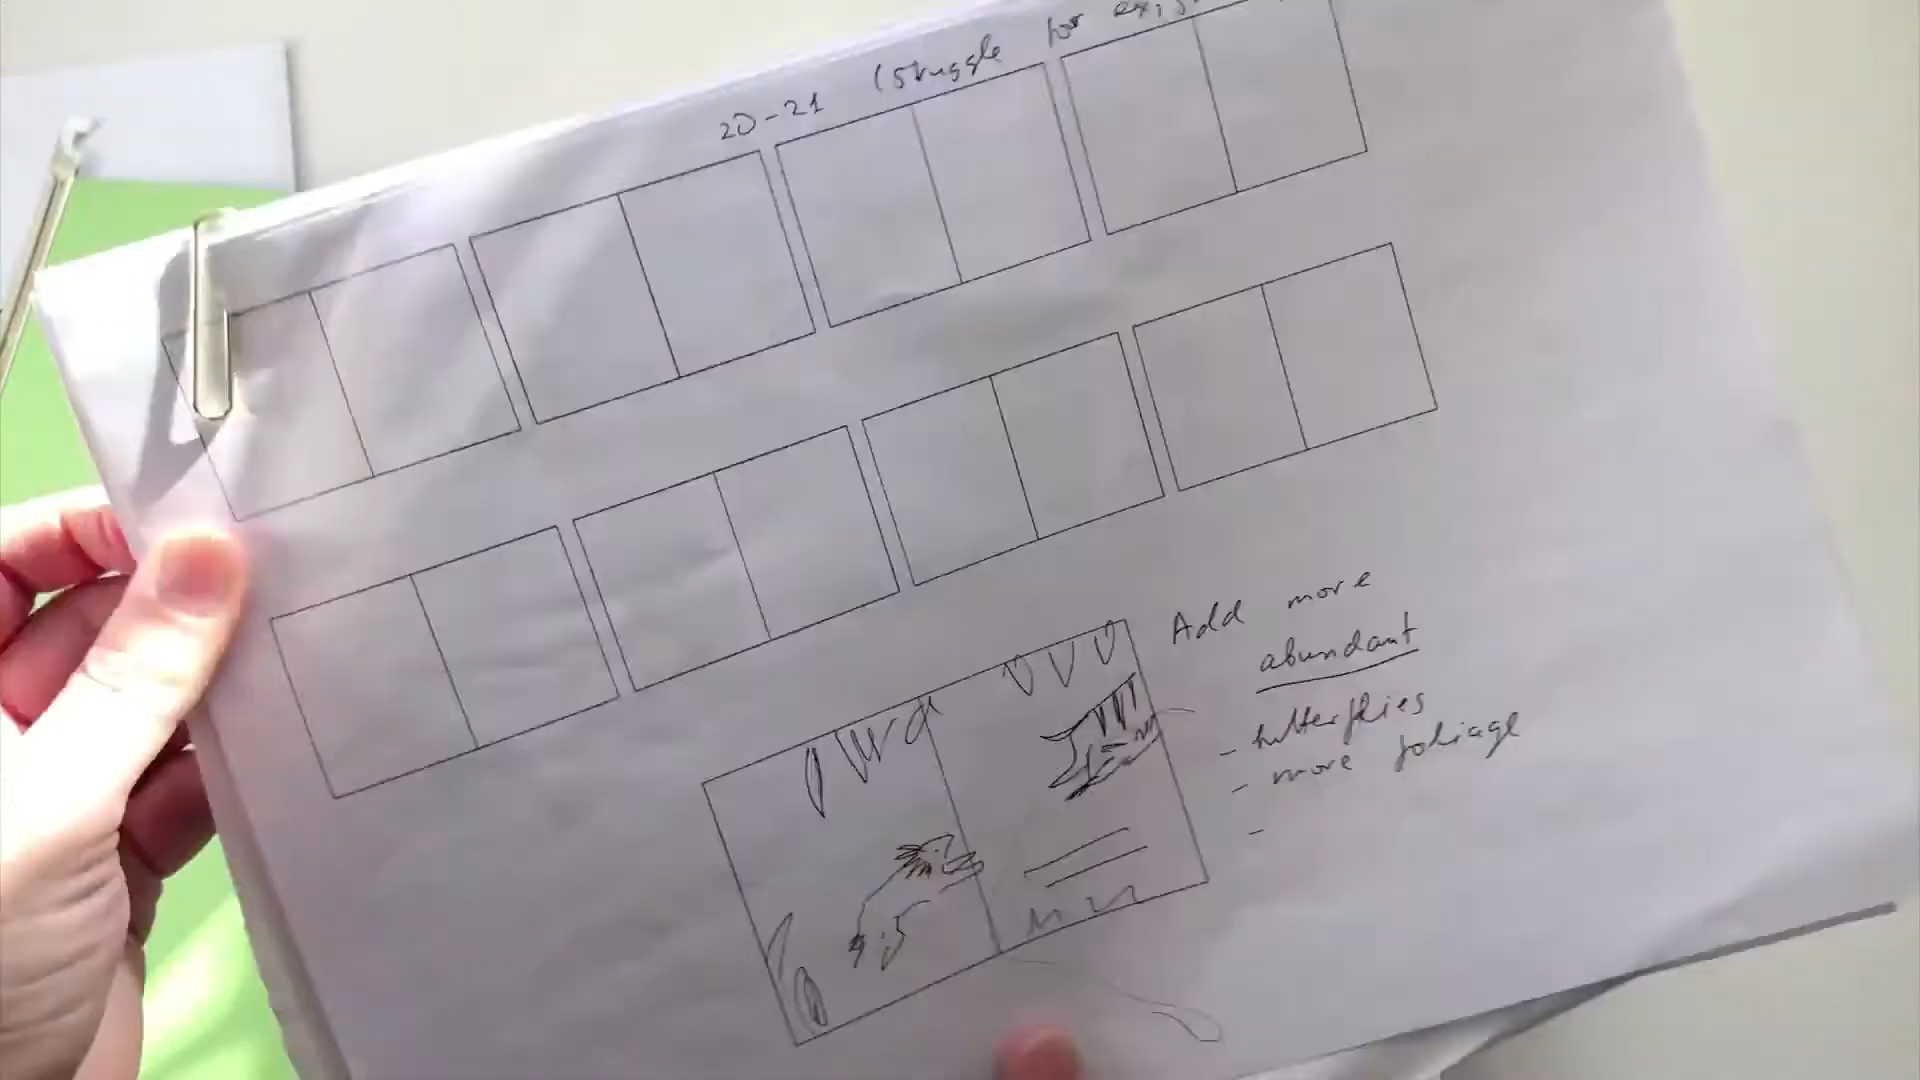 20-21 (Struggle for
Add more
abundant
- butterflies
- more foliage
-